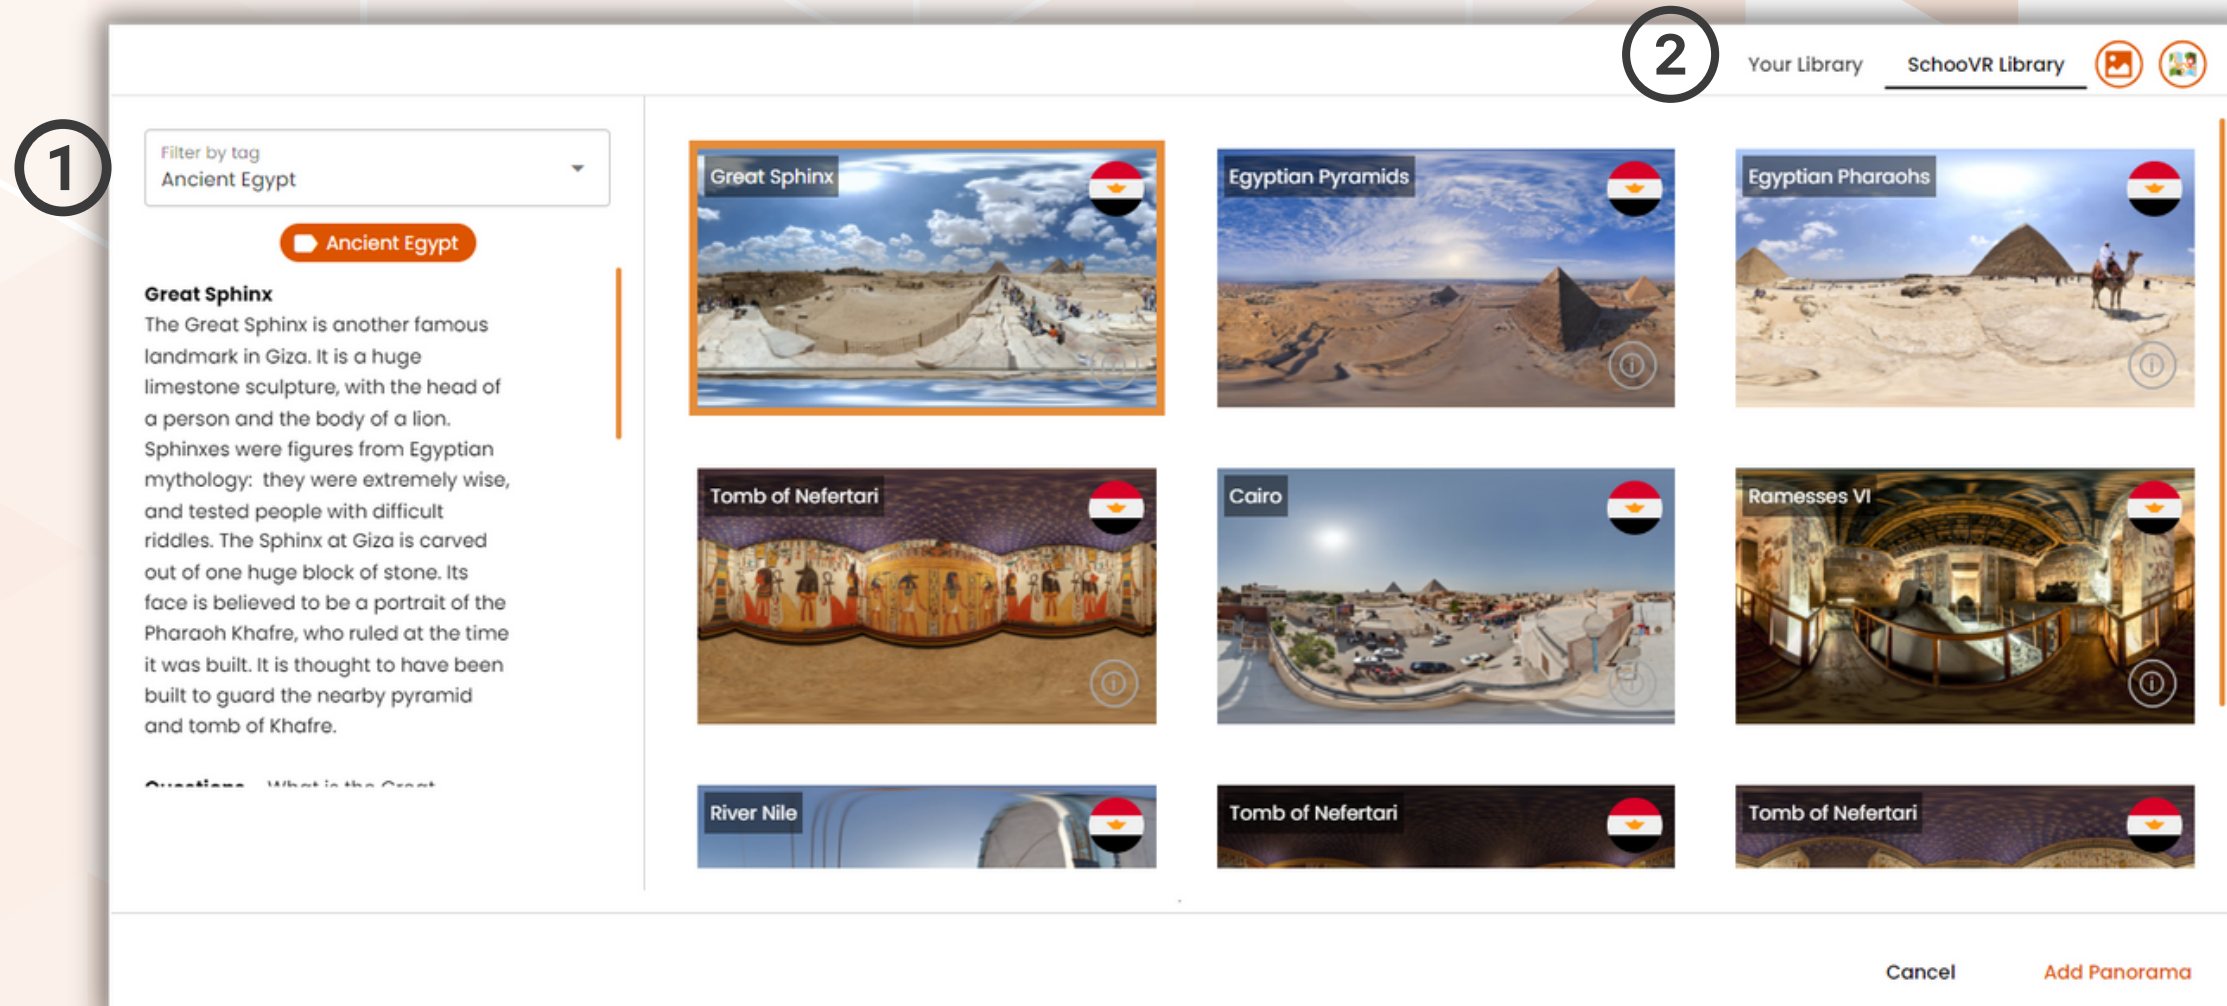 2
Your Library
SchooVR Library
1
Filter by tag
Ancient Egypt
Ancient Egypt
Great Sphinx
The Great Sphinx is another famous
landmark in Giza. It is a huge
limestone sculpture, with the head of
a person and the body of a lion.
Sphinxes were figures from Egyptian
mythology:  they were extremely wise,
and tested people with difficult
riddles. The Sphinx at Giza is carved
out of one huge block of stone. Its
face is believed to be a portrait of the
Pharaoh Khafre, who ruled at the time
it was built. It is thought to have been
built to guard the nearby pyramid
and tomb of Khafre.
Questions   What is the Great
Great Sphinx
Egyptian Pyramids
Egyptian Pharaohs
Tomb of Nefertari
Cairo
Ramesses VI
River Nile
Tomb of Nefertari
Tomb of Nefertari
Cancel
Add Panorama